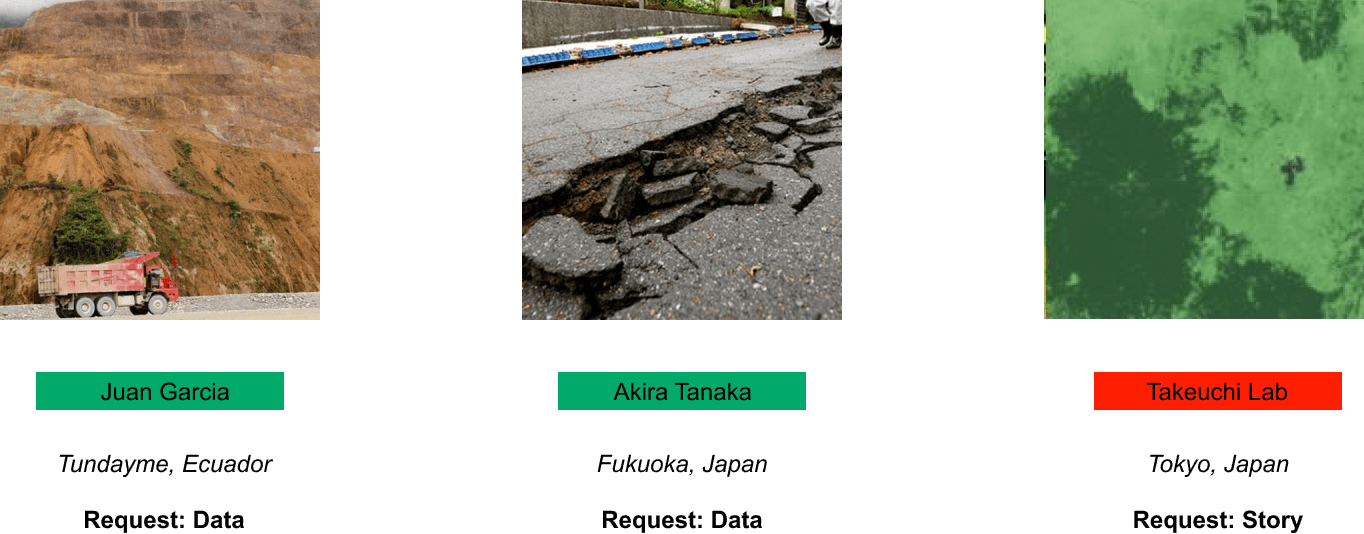 Juan Garcia
Akira Tanaka
Takeuchi Lab
Tundayme, Ecuador
Fukuoka, Japan
Tokyo, Japan
Request: Data
Request: Data
Request: Story